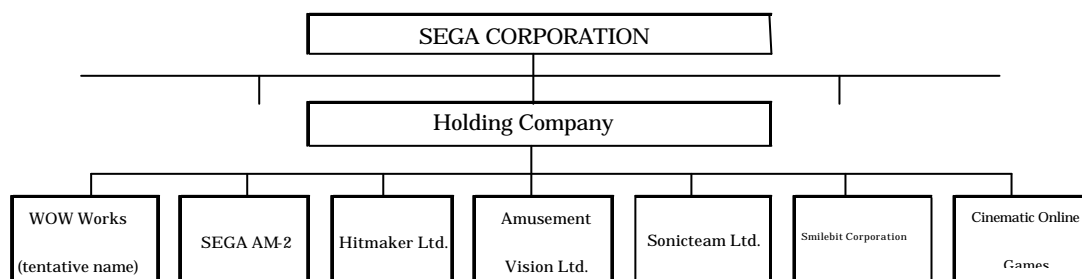 SEGA CORPORATION
Holding Company
WOW Works
(tentative name)
SEGA AM-2
Hitmaker Ltd.
Amusement
Vision Ltd.
Sonicteam Ltd.
Smilebit Corporation
Cinematic Online
Games